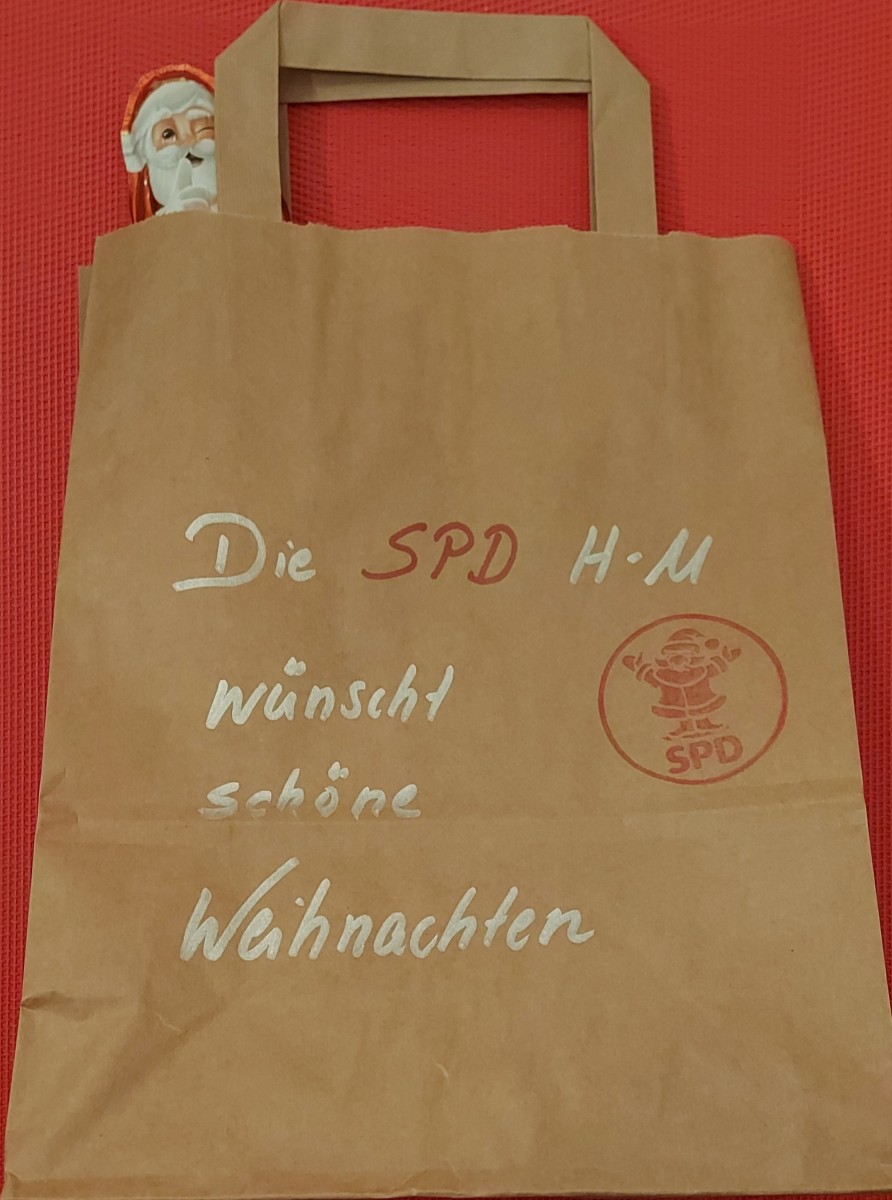 Die SPD H-M
wünscht
SPD
schöne
Weihnachten